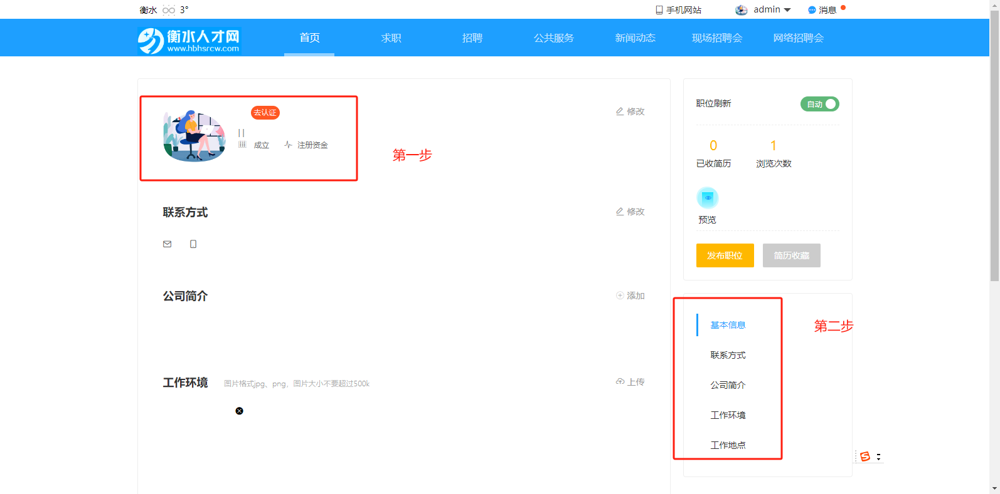 衡水 3°
手机网站 admin 消息
衡水人才网
www.hbhsrcw.com
首页 求职 招聘 公共服务 新闻动态 现场招聘会 网络招聘会
去认证
修改
||
成立 注册资金
第一步
联系方式
修改
公司简介
添加
工作环境 图片格式jpg、png，图片大小不要超过500k
上传
职位刷新 自动
0 1
已收简历 浏览次数
预览
发布职位 简历收藏
基本信息
第二步
联系方式
公司简介
工作环境
工作地点